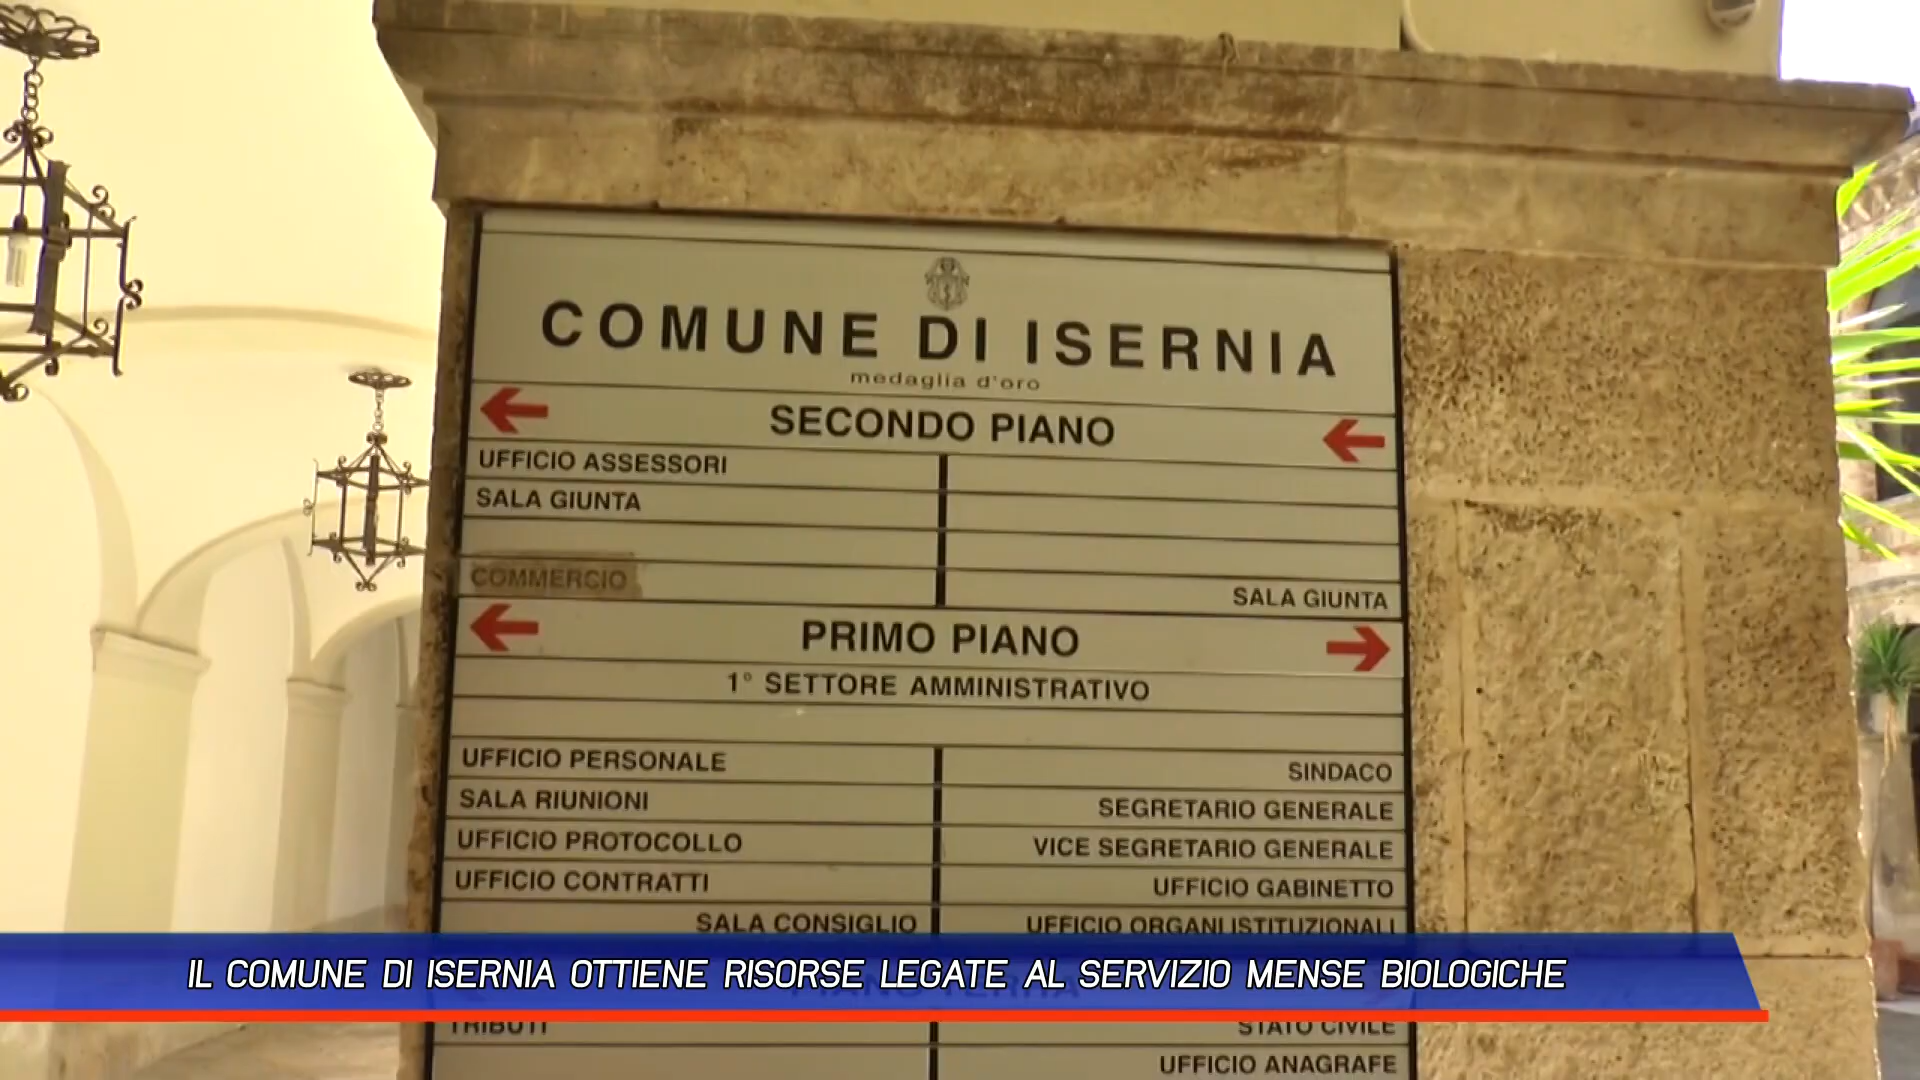 COMUNE DI ISERNIA
medaglia d'oro
SECONDO PIANO
UFFICIO ASSESSORI
SALA GIUNTA
COMMERCIO
SALA GIUNTA
PRIMO PIANO
1° SETTORE AMMINISTRATIVO
UFFICIO PERSONALE
SINDACO
SALA RIUNIONI
SEGRETARIO GENERALE
UFFICIO PROTOCOLLO
VICE SEGRETARIO GENERALE
UFFICIO CONTRATTI
UFFICIO GABINETTO
SALA CONSIGLIO
UFFICIO ORGANI ISTITUZIONALI
IL COMUNE DI ISERNIA OTTIENE RISORSE LEGATE AL SERVIZIO MENSE BIOLOGICHE
PIANO TERRA
TRIBUTI
STATO CIVILE
UFFICIO ANAGRAFE